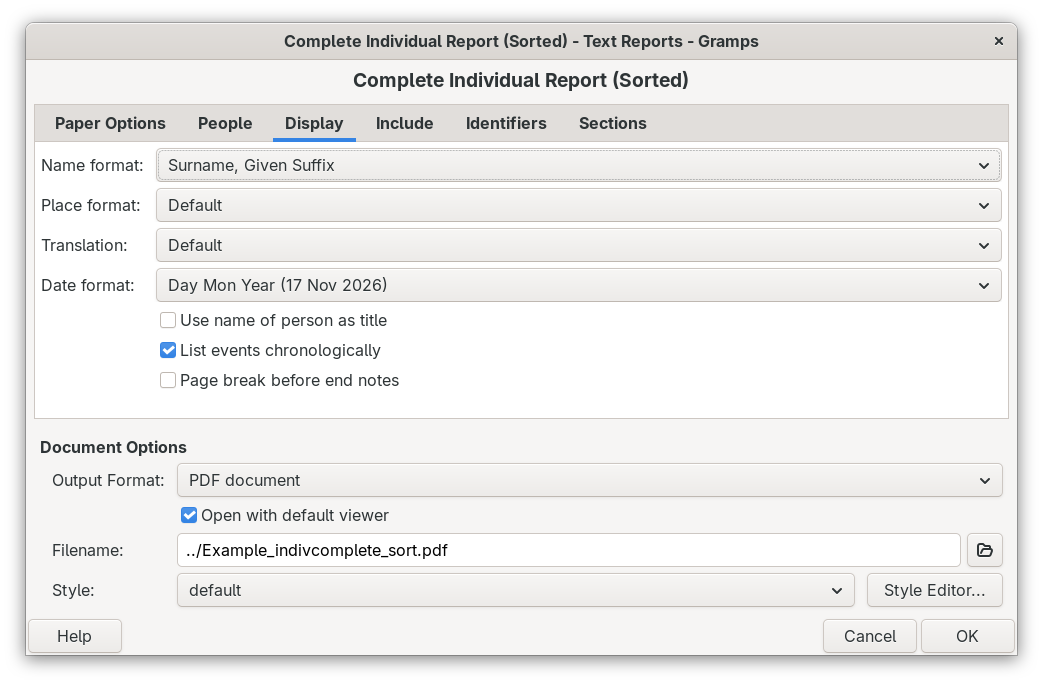 Complete Individual Report (Sorted) - Text Reports - Gramps
Complete Individual Report (Sorted)
Paper Options People Display Include Identifiers Sections
Name format: Surname, Given Suffix
Place format: Default
Translation: Default
Date format: Day Mon Year (17 Nov 2026)
Use name of person as title
List events chronologically
Page break before end notes
Document Options
Output Format: PDF document
Open with default viewer
Filename: ../Example_indivcomplete_sort.pdf
Style: default Style Editor...
Help Cancel OK